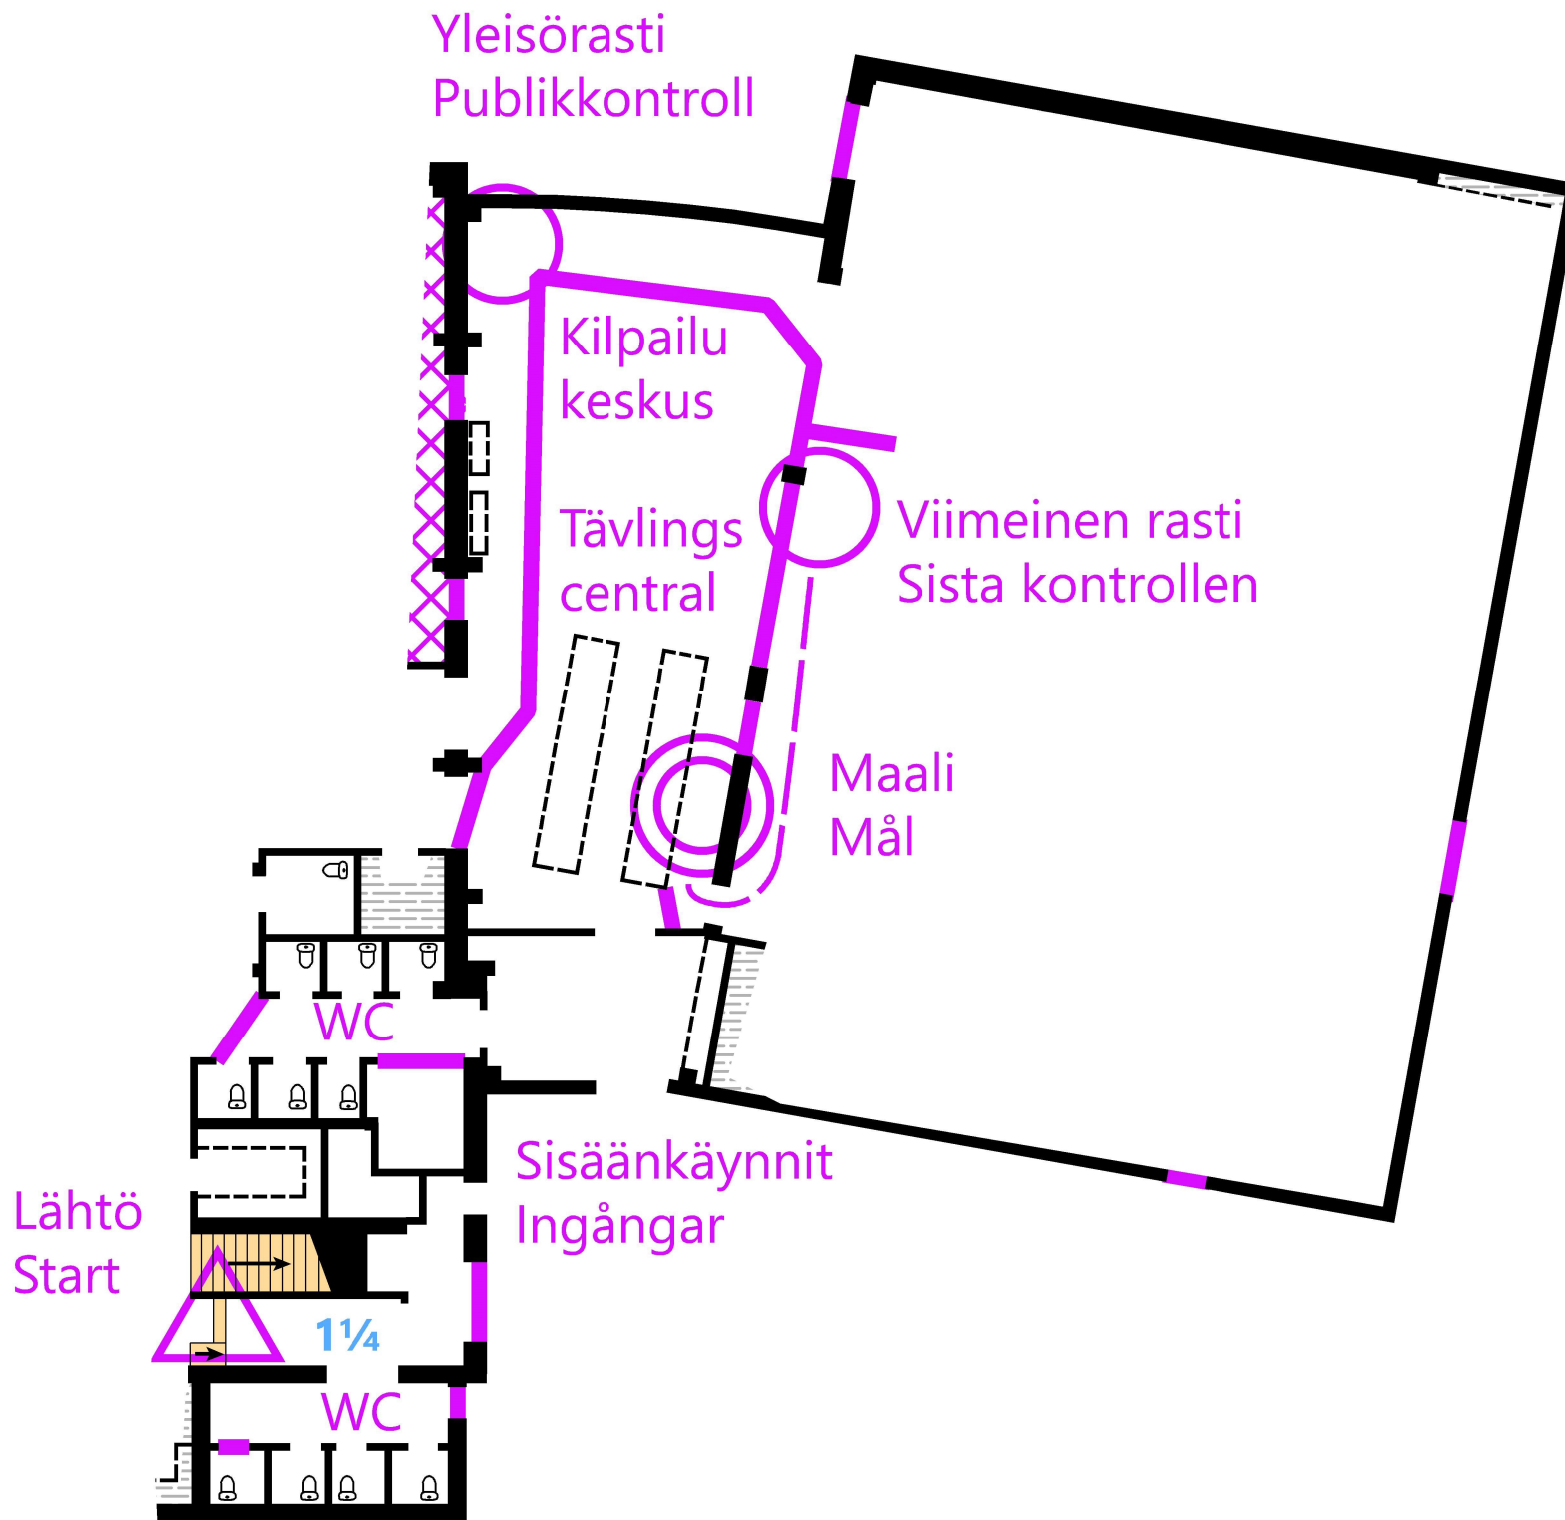 Yleisörasti
Publikkontroll
Kilpailu
keskus
Tävlings
central
Viimeinen rasti
Sista kontrollen
Maali
Mål
WC
Sisäänkäynnit
Ingångar
Lähtö
Start
1¼
WC